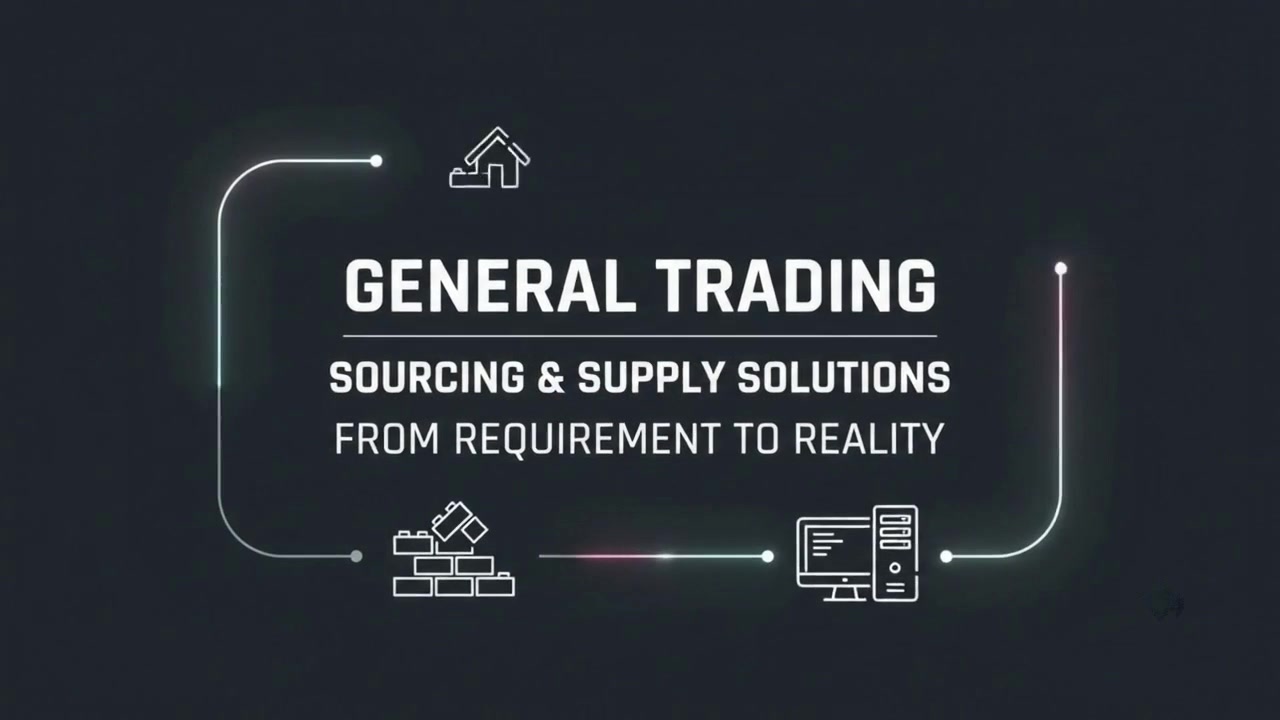 GENERAL TRADING
SOURCING & SUPPLY SOLUTIONS
FROM REQUIREMENT TO REALITY